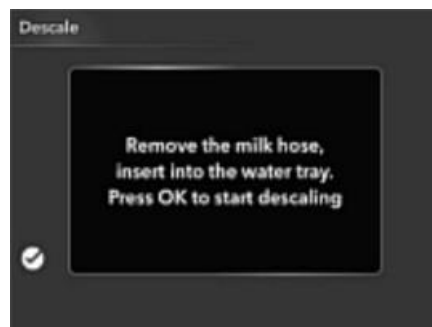 Descale
Remove the milk hose,
insert into the water tray.
Press OK to start descaling